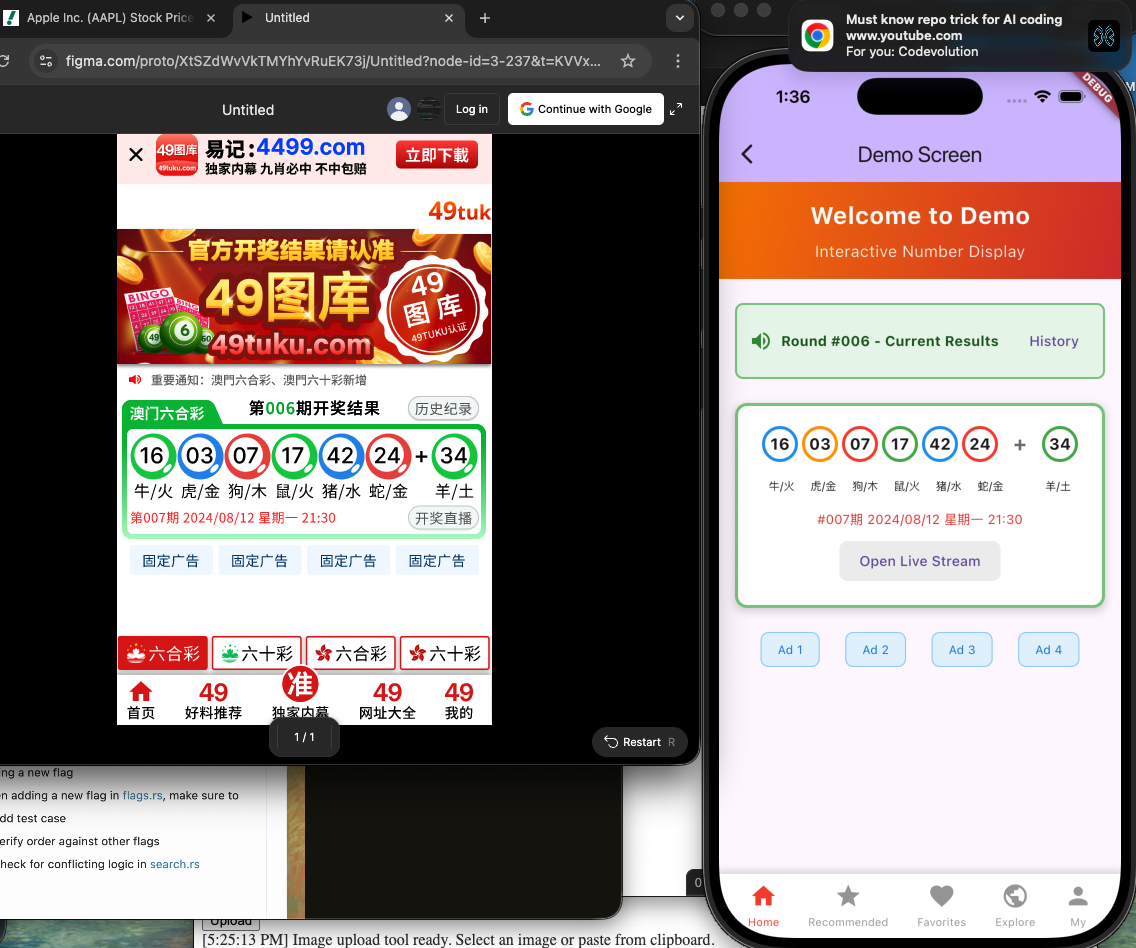 Apple Inc. (AAPL) Stock Price
Untitled
figma.com/proto/XtSZdWvVkTMYhYvRuEK73j/Untitled?node-id=3-237&t=KVVx...
Untitled
Log in
Continue with Google
49图库
49tuku.com
易记:4499.com
独家内幕 九肖必中 不中包赔
立即下載
49tuk
官方开奖结果请认准
BINGO
49图库
49tuku.com
49
图库
49TUKU认证
49
6
重要通知：澳門六合彩、澳門六十彩新增
澳门六合彩
第006期开奖结果
历史纪录
16 03 07 17 42 24 + 34
牛/火 虎/金 狗/木 鼠/火 猪/水 蛇/金 羊/土
第007期 2024/08/12 星期一 21:30
开奖直播
固定广告 固定广告 固定广告 固定广告
六合彩 六十彩 六合彩 六十彩
首页
49 好料推荐
准 独家内幕
49 网址大全
49 我的
1 / 1
Restart R
ing a new flag
en adding a new flag in flags.rs, make sure to
dd test case
erify order against other flags
heck for conflicting logic in search.rs
Upload
[5:25:13 PM] Image upload tool ready. Select an image or paste from clipboard.
0
Must know repo trick for AI coding
www.youtube.com
For you: Codevolution
M
1:36
DEBUG
Demo Screen
Welcome to Demo
Interactive Number Display
Round #006 - Current Results
History
16 03 07 17 42 24 + 34
牛/火 虎/金 狗/木 鼠/火 猪/水 蛇/金 羊/土
#007期 2024/08/12 星期一 21:30
Open Live Stream
Ad 1 Ad 2 Ad 3 Ad 4
Home Recommended Favorites Explore My